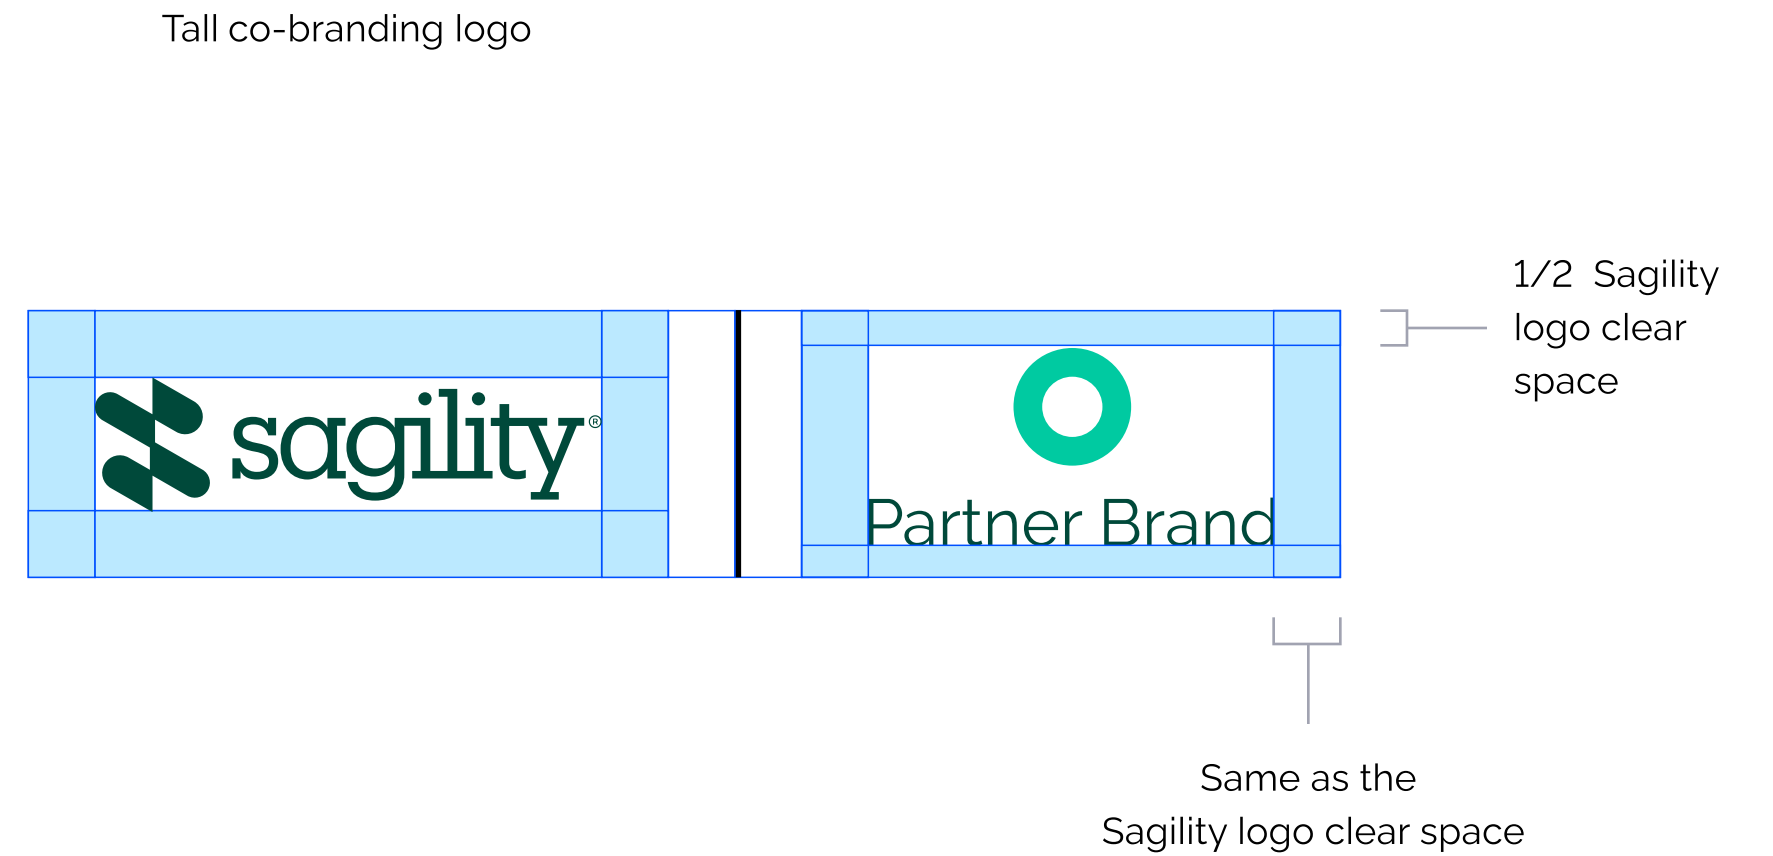 Tall co-branding logo
1/2 Sagility
logo clear
space
sagility®
Partner Brand
Same as the
Sagility logo clear space